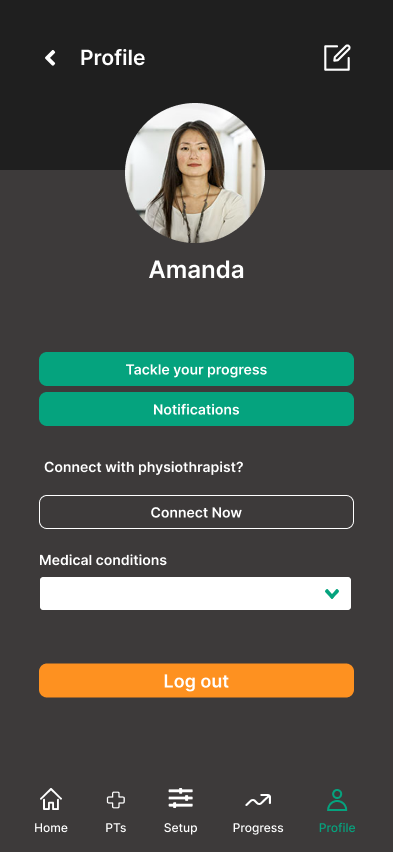 Profile
Amanda
Tackle your progress
Notifications
Connect with physiothrapist?
Connect Now
Medical conditions
Log out
Home
PTs
Setup
Progress
Profile